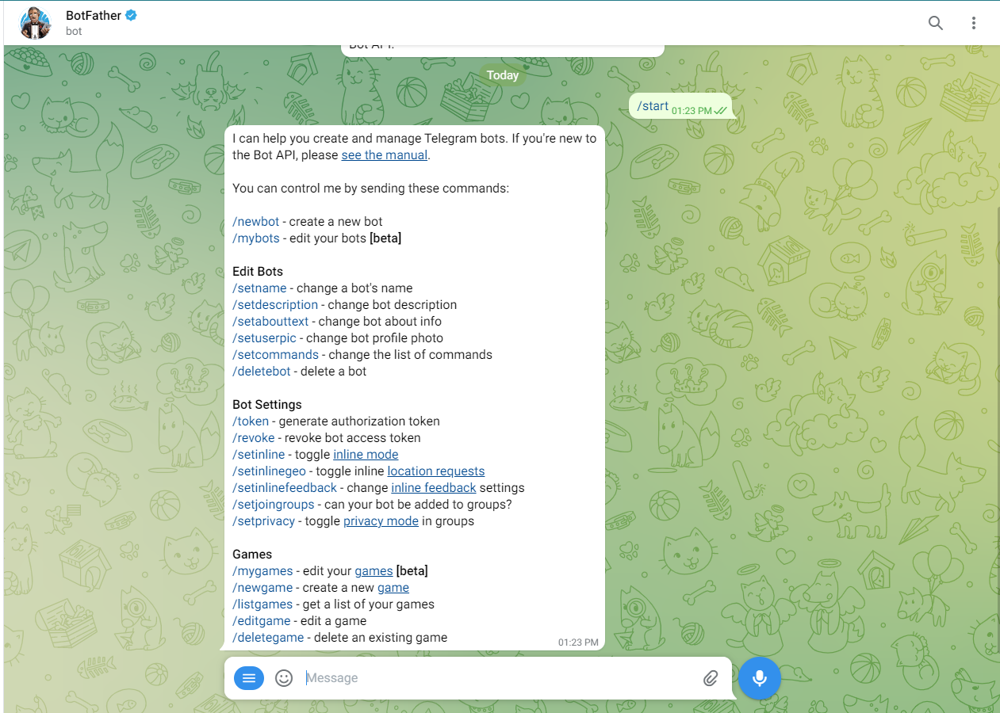 BotFather
bot
Bot API.
Today
/start 01:23 PM
I can help you create and manage Telegram bots. If you're new to
the Bot API, please see the manual.
You can control me by sending these commands:
/newbot - create a new bot
/mybots - edit your bots [beta]
Edit Bots
/setname - change a bot's name
/setdescription - change bot description
/setabouttext - change bot about info
/setuserpic - change bot profile photo
/setcommands - change the list of commands
/deletebot - delete a bot
Bot Settings
/token - generate authorization token
/revoke - revoke bot access token
/setinline - toggle inline mode
/setinlinegeo - toggle inline location requests
/setinlinefeedback - change inline feedback settings
/setjoingroups - can your bot be added to groups?
/setprivacy - toggle privacy mode in groups
Games
/mygames - edit your games [beta]
/newgame - create a new game
/listgames - get a list of your games
/editgame - edit a game
/deletegame - delete an existing game
01:23 PM
Message